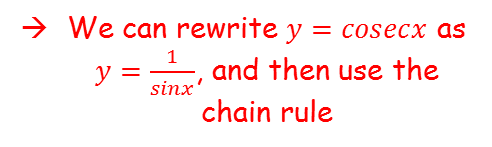 → We can rewrite y = cosecx as
y = 1/sinx, and then use the
chain rule